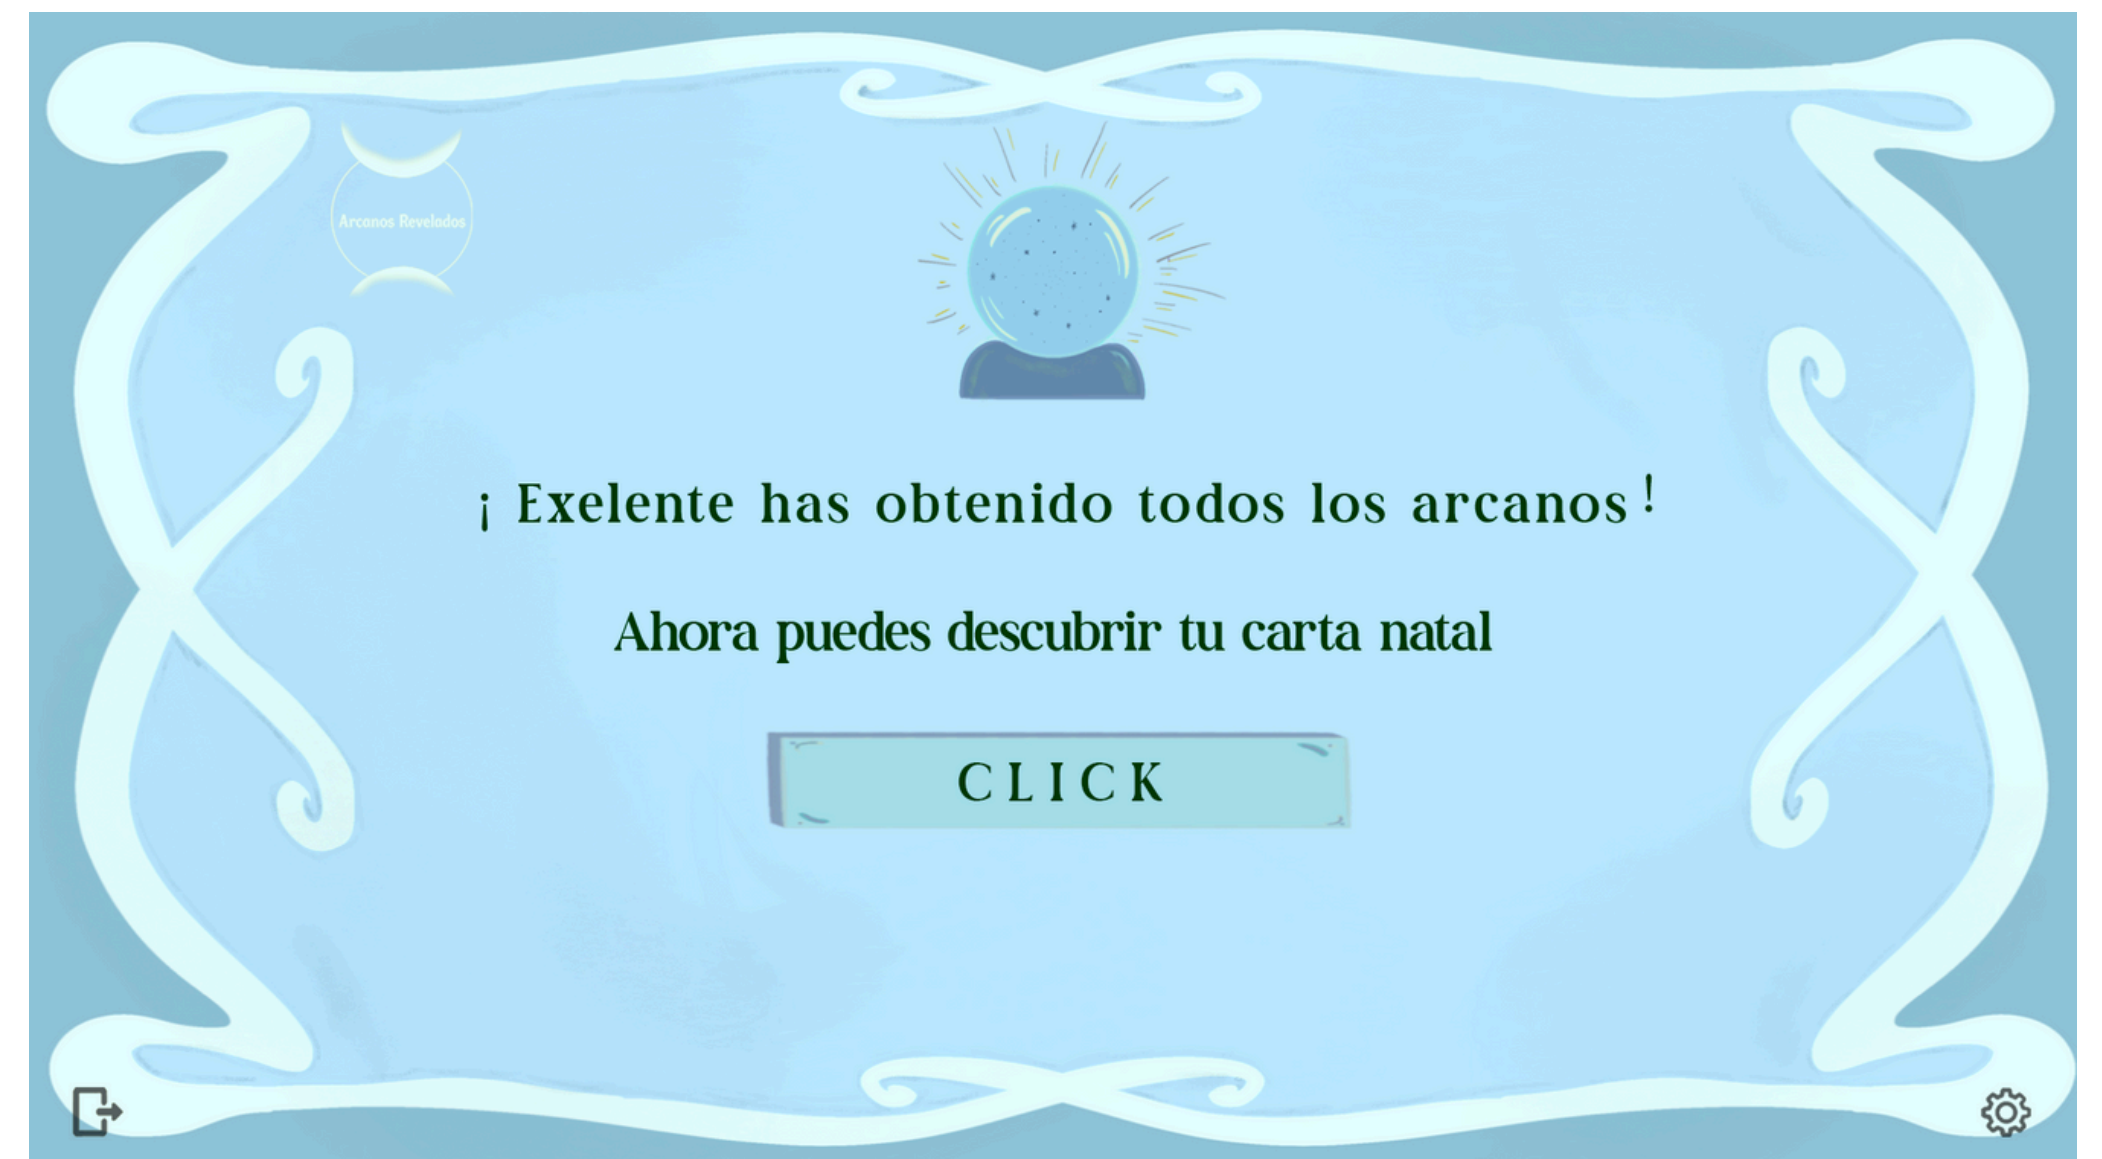 Arcanos Revelados
¡ Exelente has obtenido todos los arcanos !
Ahora puedes descubrir tu carta natal
CLICK